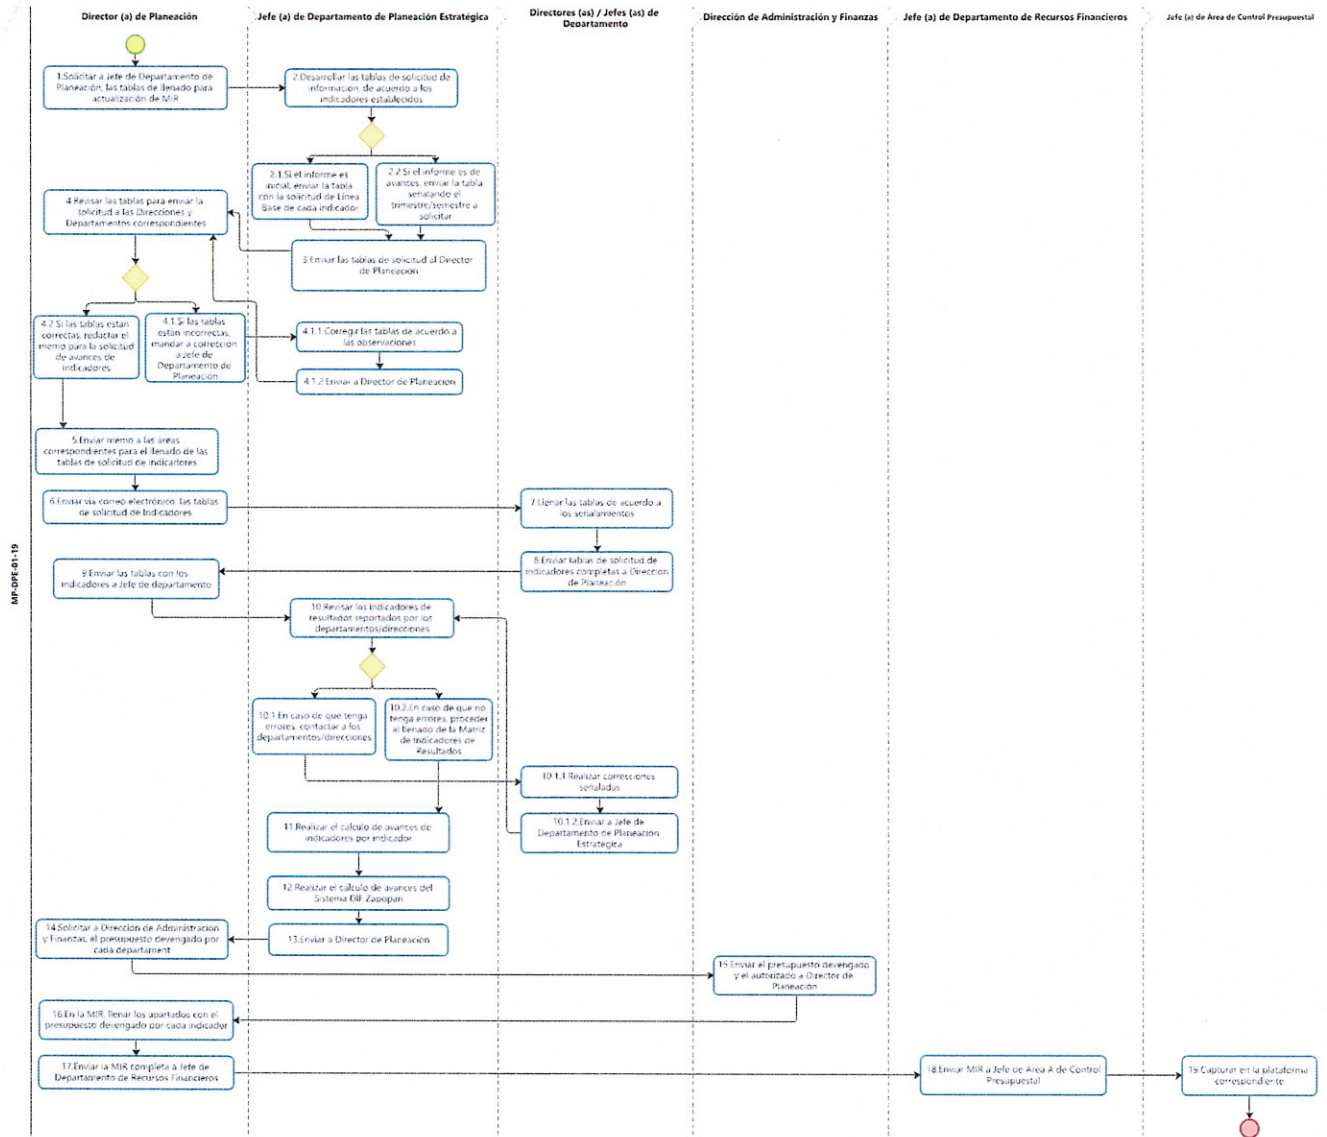 Director (a) de Planeación
Jefe (a) de Departamento de Planeación Estratégica
Directores (as) / Jefes (as) de
Departamento
Dirección de Administración y Finanzas
Jefe (a) de Departamento de Recursos Financieros
Jefe (a) de Área de Control Presupuestal
MP-DPE-01-19
1.Solicitar a Jefe de Departamento de
Planeación, las tablas de llenado para
actualización de MIR
2.Desarrollar las tablas de solicitud de
información, de acuerdo a los
indicadores establecidos
2.1.Si el informe es
inicial, enviar la tabla
con la solicitud de Línea
Base de cada indicador
2.2.Si el informe es de
avances, enviar la tabla
señalando el
trimestre/semestre a
solicitar
3.Enviar las tablas de solicitud al Director
de Planeación
4.Revisar las tablas para enviar la
solicitud a las Direcciones y
Departamentos correspondientes
4.2.Si las tablas están
correctas, redactar el
memo para la solicitud
de avances de
indicadores
4.1.Si las tablas
están incorrectas,
mandar a corrección
a Jefe de
Departamento de
Planeación
4.1.1.Corregir las tablas de acuerdo a
las observaciones
4.1.2.Enviar a Director de Planeación
5.Enviar memo a las áreas
correspondientes para el llenado de las
tablas de solicitud de indicadores
6.Enviar vía correo electrónico, las tablas
de solicitud de Indicadores
7.Llenar las tablas de acuerdo a
los señalamientos
8.Enviar tablas de solicitud de
indicadores completas a Dirección
de Planeación
9.Enviar las tablas con los
indicadores a Jefe de departamento
10.Revisar los indicadores de
resultados reportados por los
departamentos/direcciones
10.1.En caso de que tenga
errores, contactar a los
departamentos/direcciones
10.2.En caso de que no
tenga errores, proceder
al llenado de la Matriz
de Indicadores de
Resultados
10.1.1.Realizar correcciones
señaladas
10.1.2.Enviar a Jefe de
Departamento de Planeación
Estratégica
11.Realizar el cálculo de avances de
indicadores por indicador
12.Realizar el cálculo de avances del
Sistema DIF Zapopan
13.Enviar a Director de Planeación
14.Solicitar a Dirección de Administración
y Finanzas, el presupuesto devengado por
cada department
15.Enviar el presupuesto devengado
y el autorizado a Director de
Planeación
16.En la MIR, llenar los apartados con el
presupuesto devengado por cada indicador
17.Enviar la MIR completa a Jefe de
Departamento de Recursos Financieros
18.Enviar MIR a Jefe de Area A de Control
Presupuestal
19.Capturar en la plataforma
correspondiente